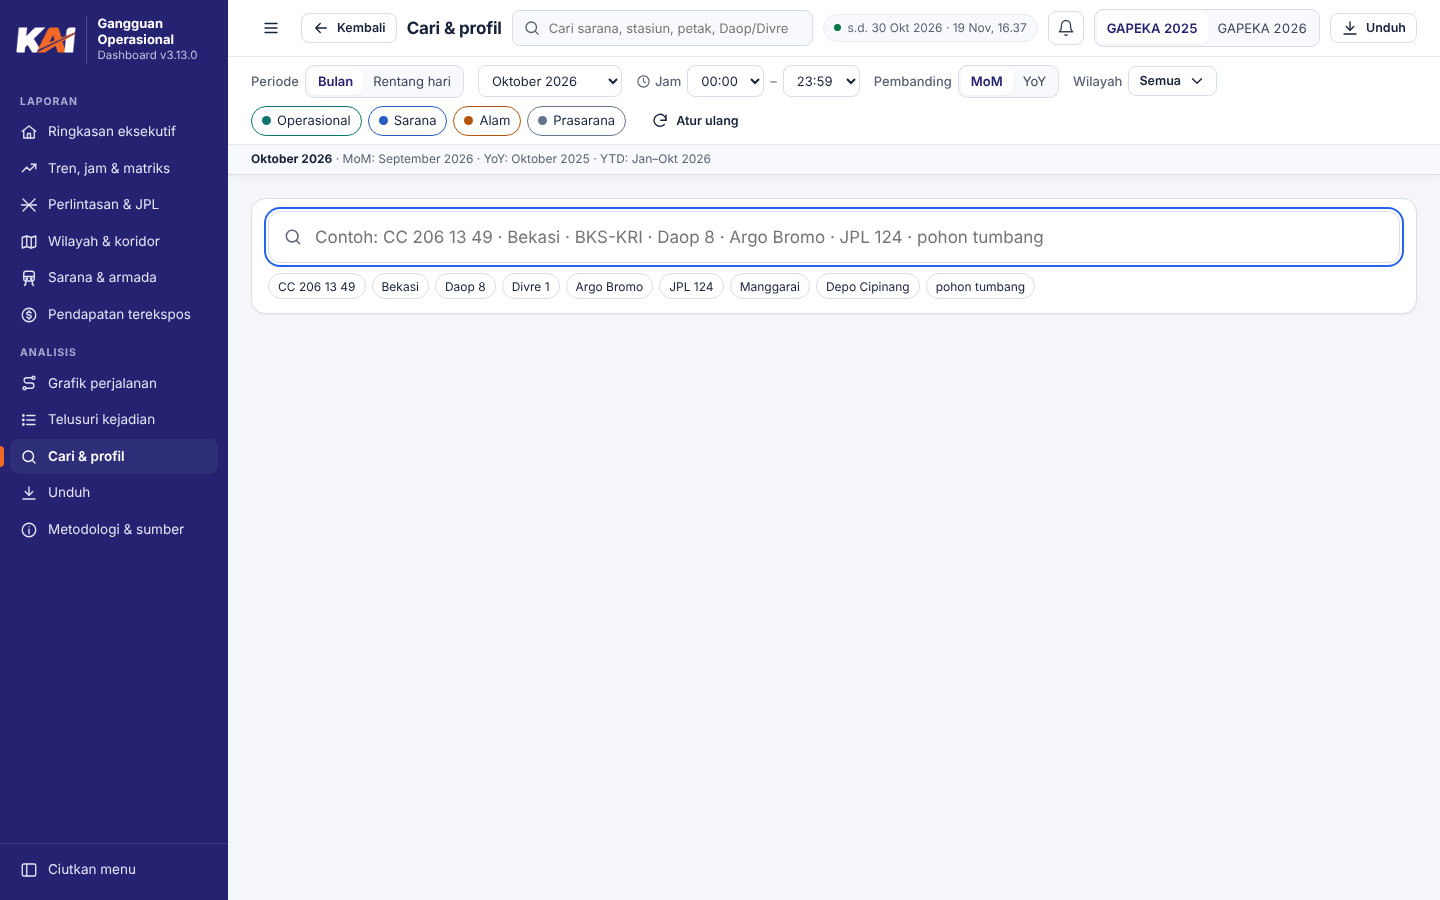 KAI
Gangguan
Operasional
Dashboard v3.13.0
LAPORAN
Ringkasan eksekutif
Tren, jam & matriks
Perlintasan & JPL
Wilayah & koridor
Sarana & armada
Pendapatan terekspos
ANALISIS
Grafik perjalanan
Telusuri kejadian
Cari & profil
Unduh
Metodologi & sumber
Ciutkan menu
Kembali Cari & profil Cari sarana, stasiun, petak, Daop/Divre s.d. 30 Okt 2026 · 19 Nov, 16.37 GAPEKA 2025 GAPEKA 2026 Unduh
Periode Bulan Rentang hari Oktober 2026 Jam 00:00 – 23:59 Pembanding MoM YoY Wilayah Semua
Operasional Sarana Alam Prasarana Atur ulang
Oktober 2026 · MoM: September 2026 · YoY: Oktober 2025 · YTD: Jan–Okt 2026
Contoh: CC 206 13 49 · Bekasi · BKS-KRI · Daop 8 · Argo Bromo · JPL 124 · pohon tumbang
CC 206 13 49 Bekasi Daop 8 Divre 1 Argo Bromo JPL 124 Manggarai Depo Cipinang pohon tumbang